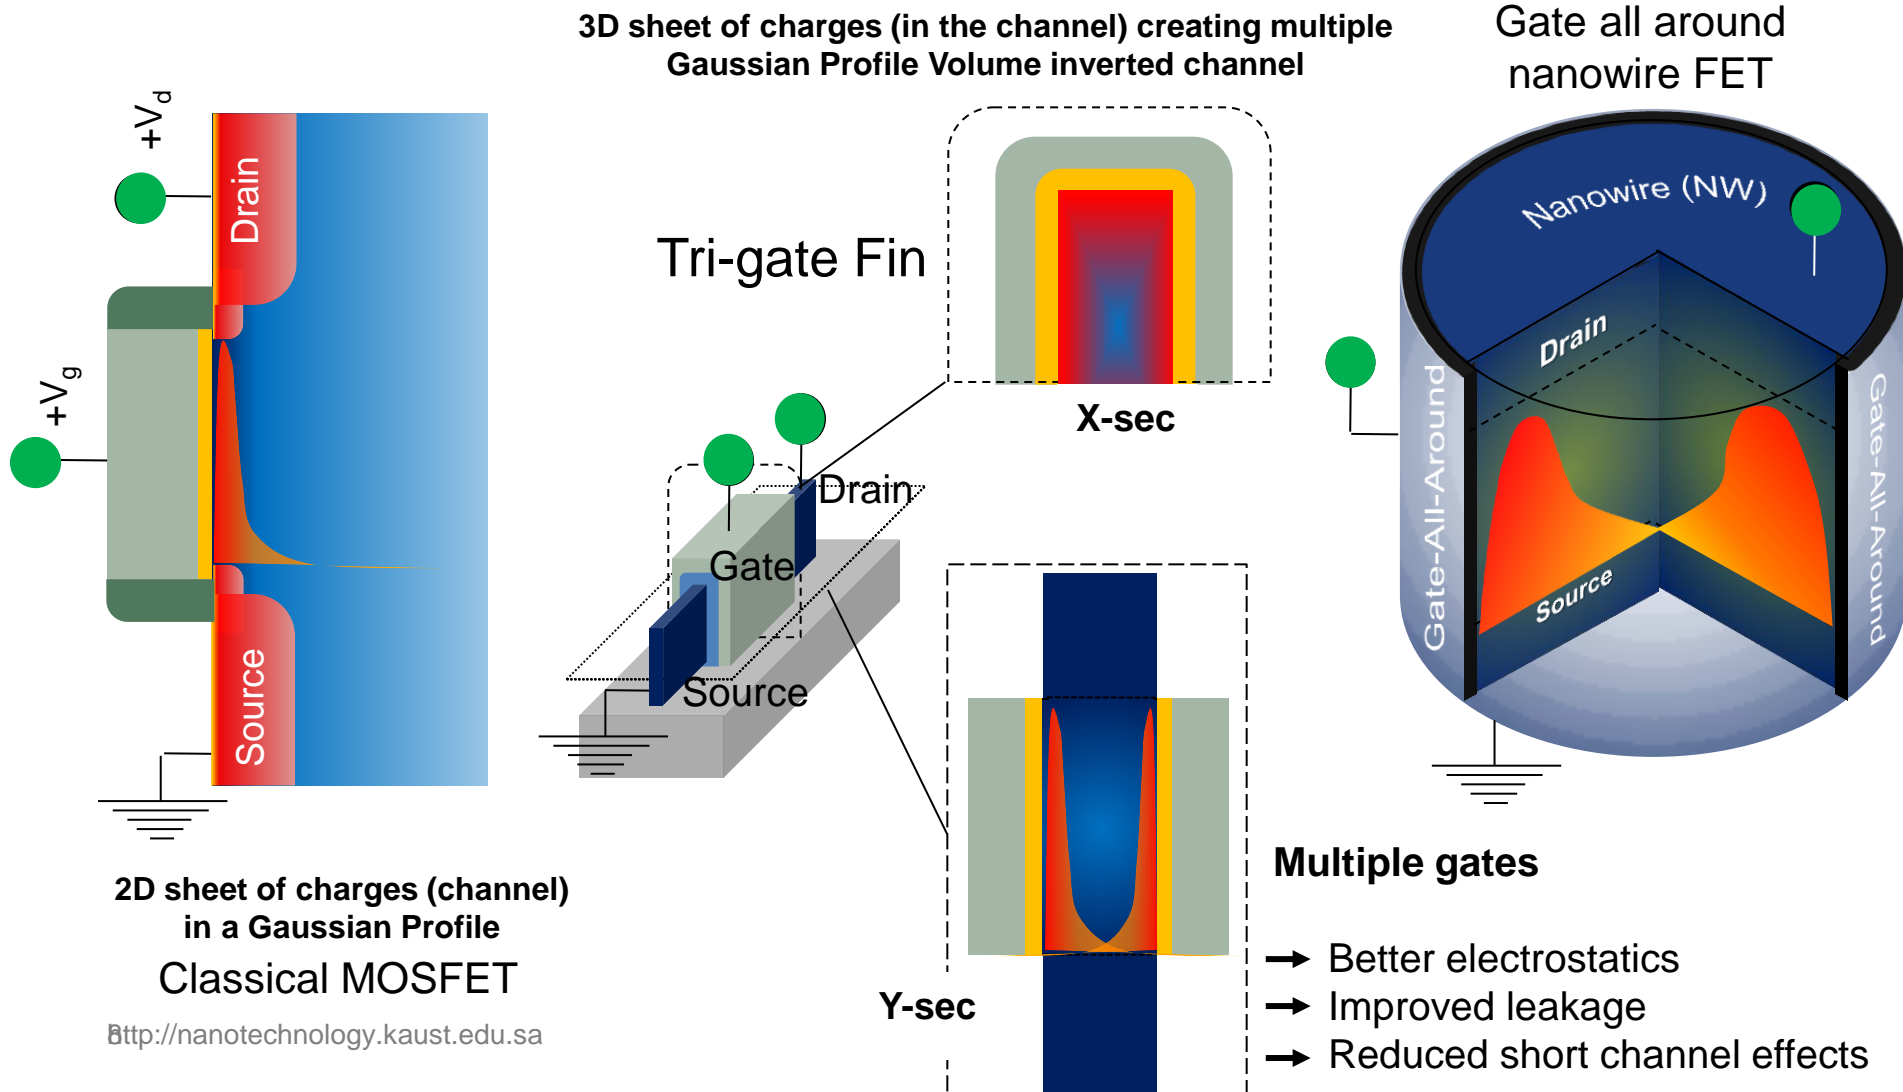 3D sheet of charges (in the channel) creating multiple
Gaussian Profile Volume inverted channel
Gate all around
nanowire FET
+Vd
Drain
+Vg
Source
2D sheet of charges (channel)
in a Gaussian Profile
Classical MOSFET
http://nanotechnology.kaust.edu.sa
8
Tri-gate Fin
X-sec
Drain
Gate
Source
Y-sec
Nanowire (NW)
Drain
Source
Gate-All-Around
Gate-All-Around
Multiple gates
→ Better electrostatics
→ Improved leakage
→ Reduced short channel effects